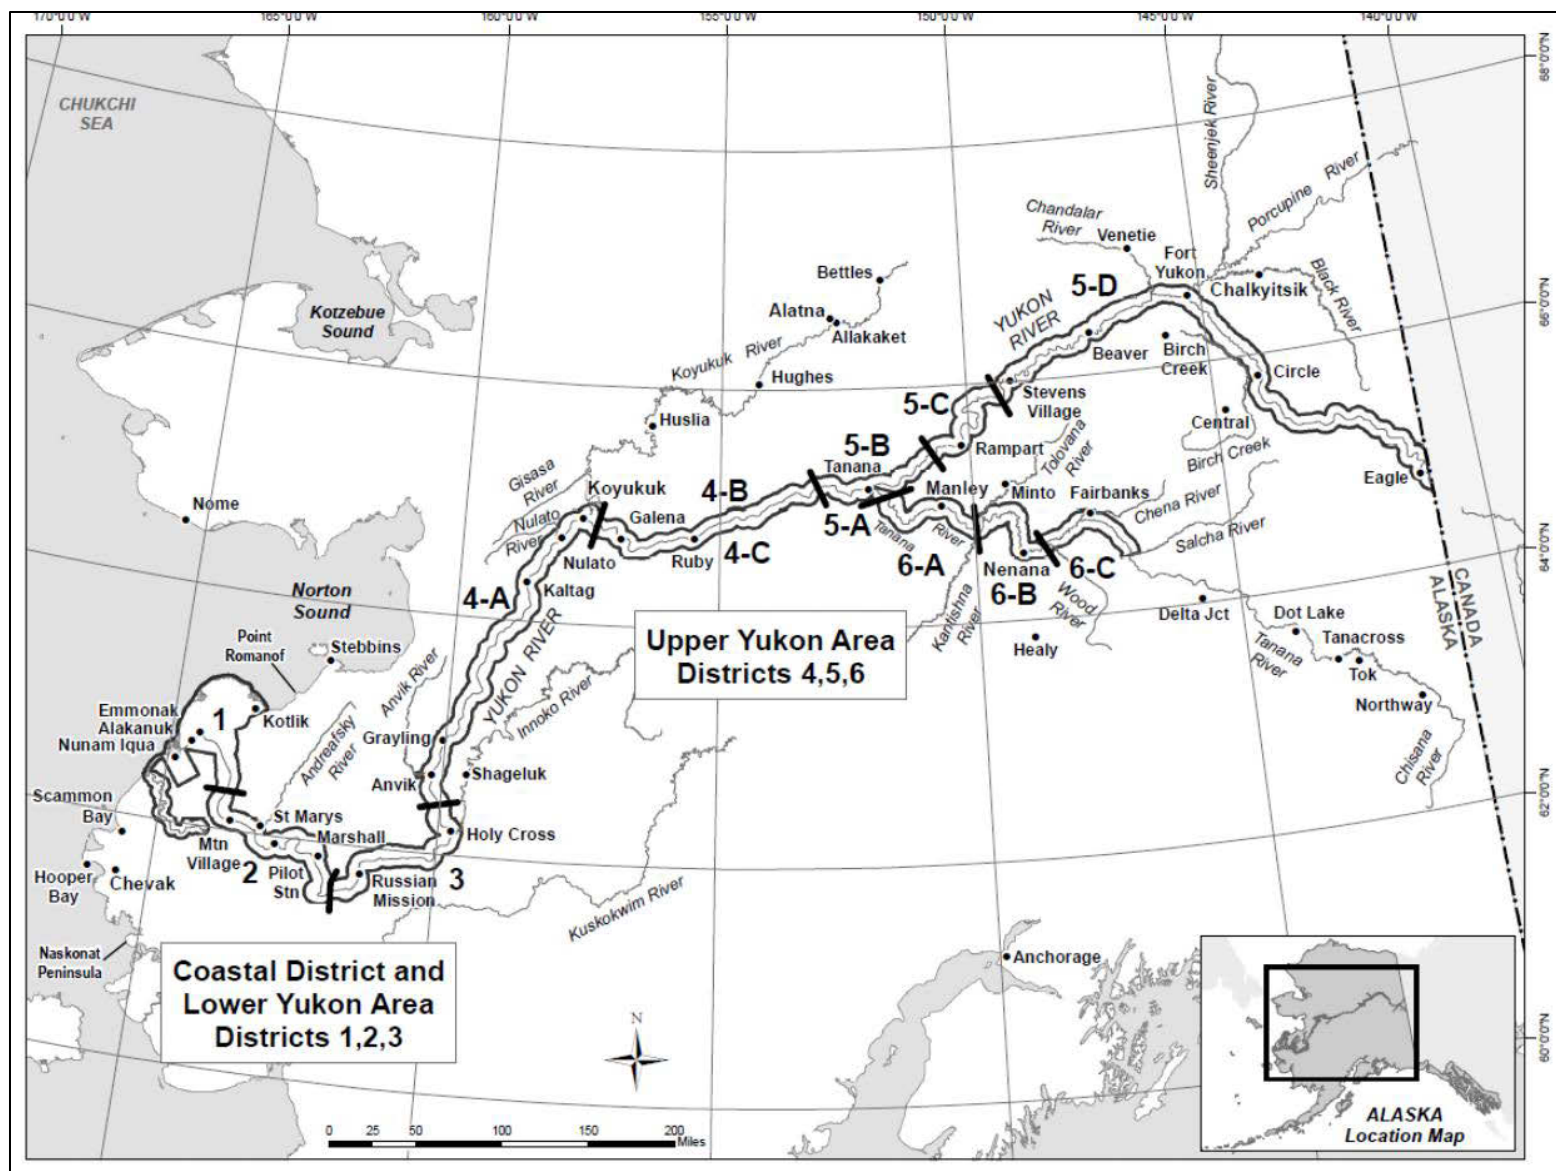 170°0'0"W
165°0'0"W
160°0'0"W
155°0'0"W
150°0'0"W
145°0'0"W
140°0'0"W
68°0'0"N
66°0'0"N
64°0'0"N
62°0'0"N
60°0'0"N
CHUKCHI
SEA
Kotzebue
Sound
Nome
Norton
Sound
Point
Romanof
Stebbins
Emmonak
Alakanuk
Nunam Iqua
1
Kotlik
Scammon
Bay
Hooper
Bay
Chevak
Naskonat
Peninsula
Mtn
Village
St Marys
Marshall
2
Pilot
Stn
Russian
Mission
3
Holy Cross
Andreafsky
River
Anvik River
Grayling
Anvik
Shageluk
Innoko River
YUKON RIVER
Kuskokwim River
4-A
Kaltag
Nulato
Nulato
River
Gisasa
River
Koyukuk
Galena
Ruby
4-B
4-C
Huslia
Koyukuk River
Hughes
Alatna
Allakaket
Bettles
Tanana
5-A
5-B
5-C
5-D
Rampart
Stevens
Village
YUKON
RIVER
Beaver
Chandalar
River
Venetie
Fort
Yukon
Sheenjek River
Porcupine River
Chalkyitsik
Black River
Birch
Creek
Circle
Central
Birch Creek
Eagle
Manley
Tanana
River
6-A
Minto
Tolovana
River
Fairbanks
Chena River
Salcha River
Nenana
6-B
6-C
Wood
River
Kantishna
River
Healy
Delta Jct
Dot Lake
Tanacross
Tok
Tanana
River
Northway
Chisana
River
CANADA
ALASKA
Upper Yukon Area
Districts 4,5,6
Coastal District and
Lower Yukon Area
Districts 1,2,3
Anchorage
N
0 25 50 100 150 200
Miles
ALASKA
Location Map